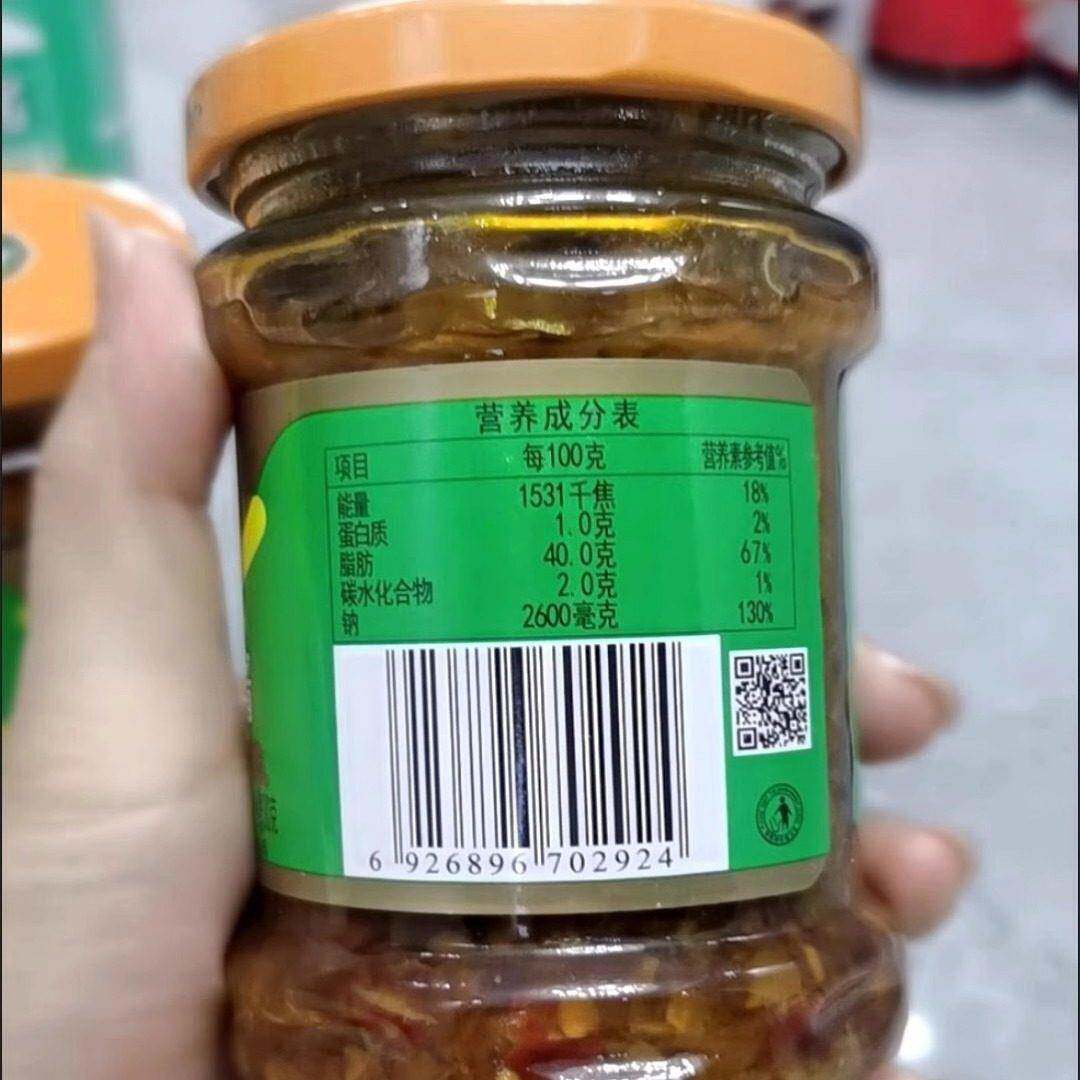 营养成分表
项目 每100克 营养素参考值%
能量 1531千焦 18%
蛋白质 1.0克 2%
脂肪 40.0克 67%
碳水化合物 2.0克 1%
钠 2600毫克 130%
6 926896 702924